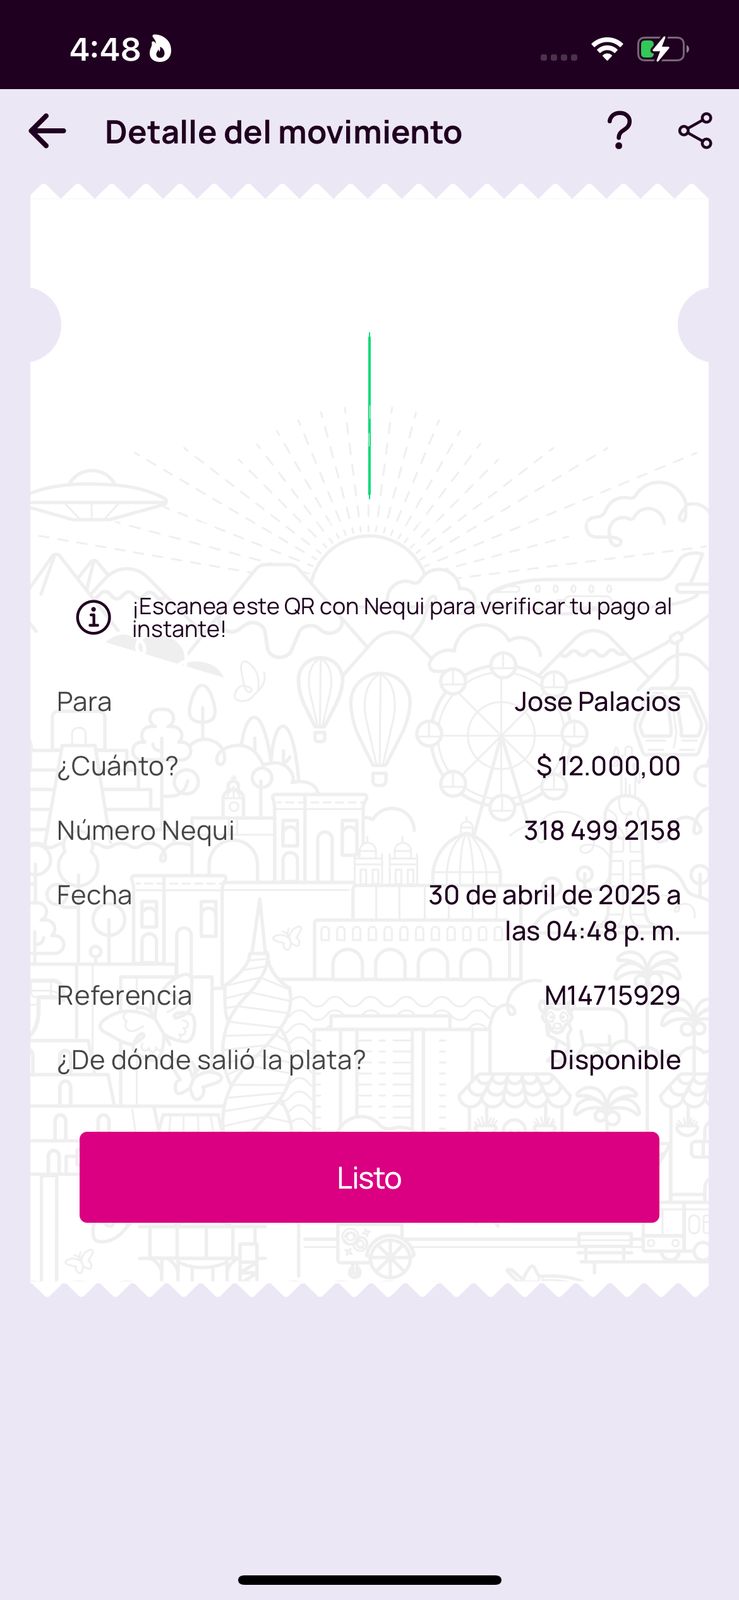 4:48
Detalle del movimiento
¡Escanea este QR con Nequi para verificar tu pago al
instante!
Para
Jose Palacios
¿Cuánto?
$ 12.000,00
Número Nequi
318 499 2158
Fecha
30 de abril de 2025 a
las 04:48 p. m.
Referencia
M14715929
¿De dónde salió la plata?
Disponible
Listo